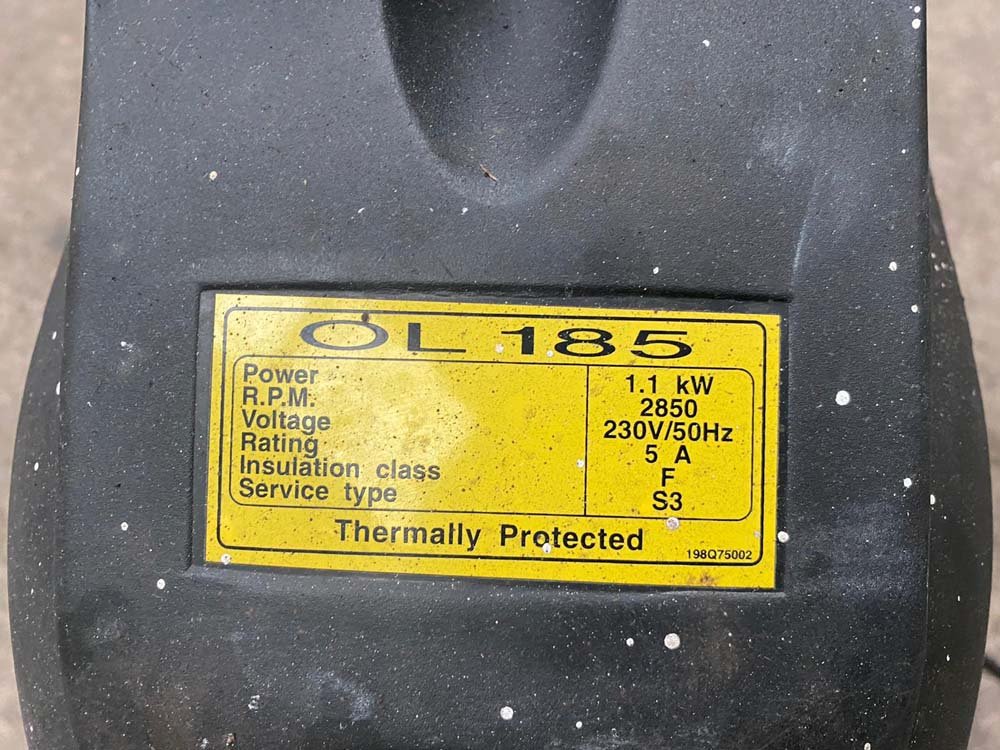 OL 185
Power 1.1 kW
R.P.M. 2850
Voltage 230V/50Hz
Rating 5 A
Insulation class F
Service type S3
Thermally Protected
198Q75002